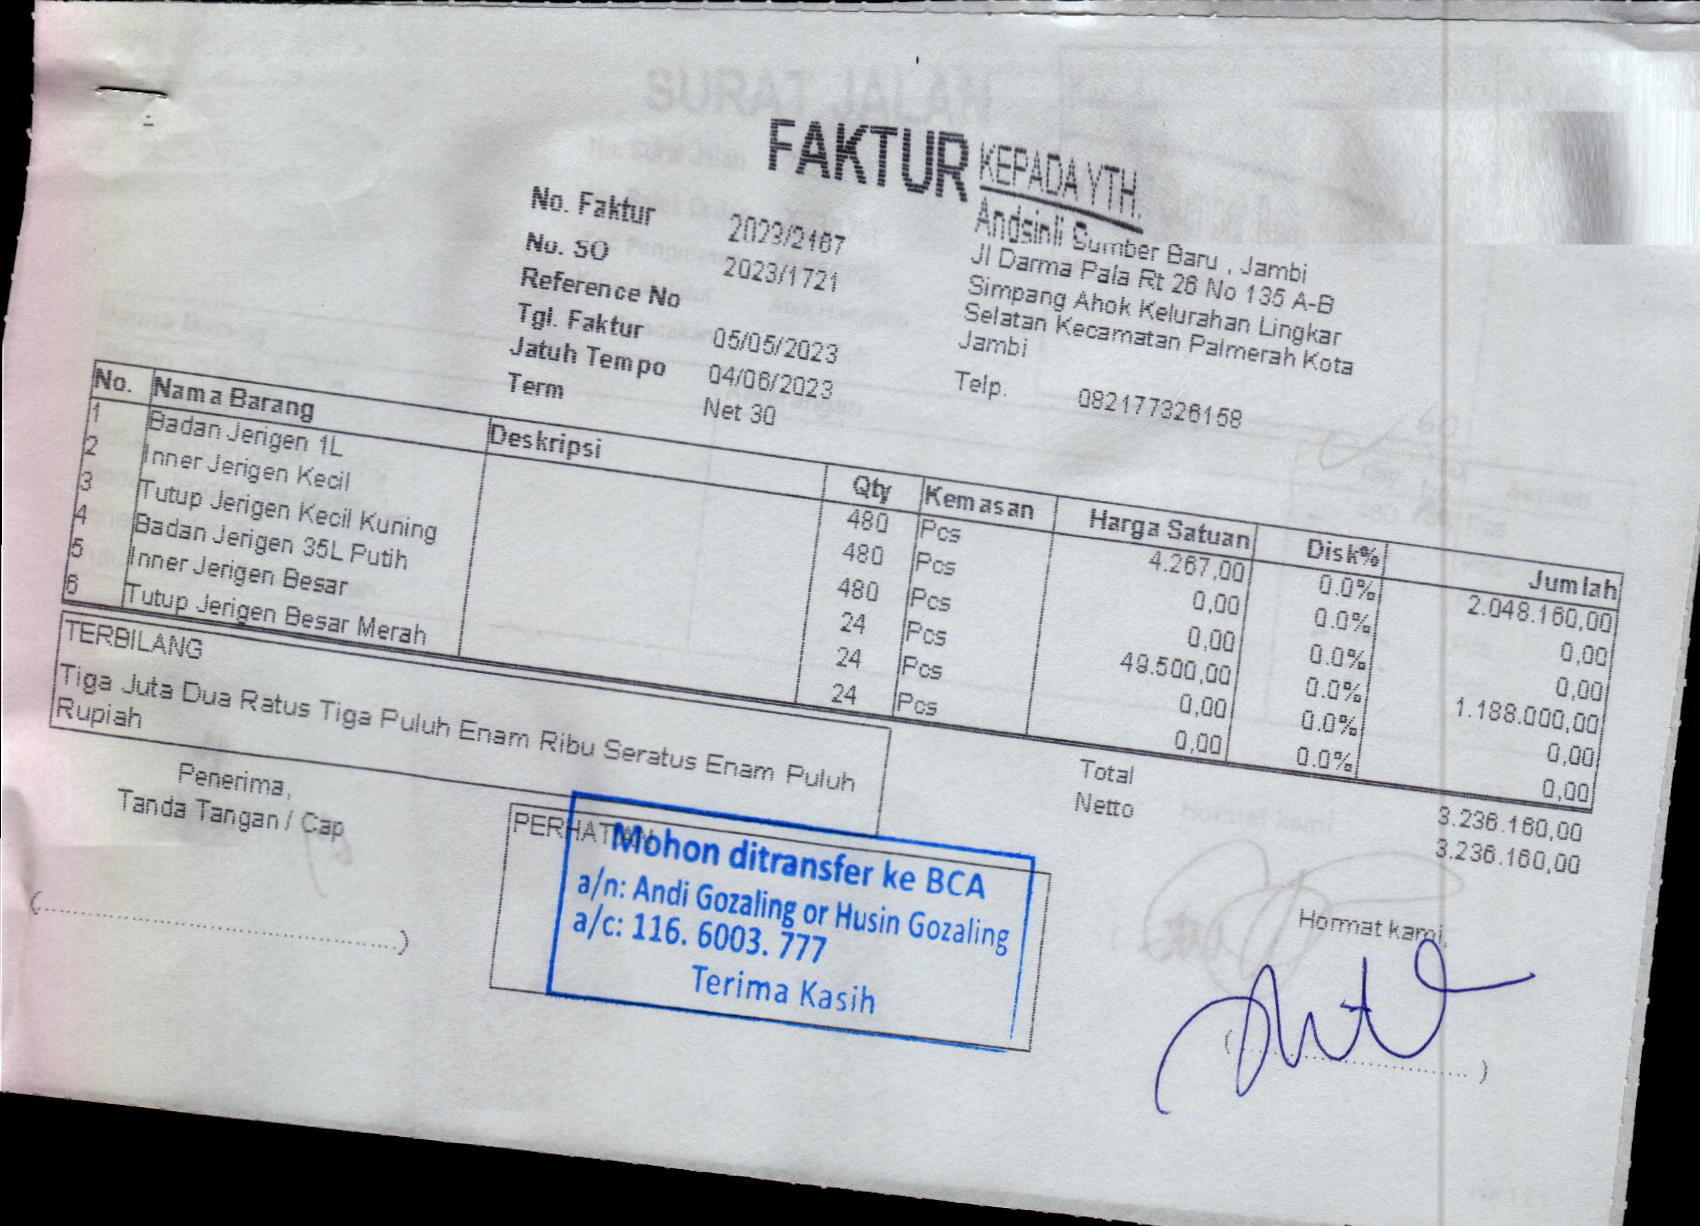 FAKTUR
KEPADA YTH.
No. Faktur 2023/2167
No. SO 2023/1721
Reference No
Tgl. Faktur 05/05/2023
Jatuh Tempo 04/06/2023
Term Net 30
Andsinli Sumber Baru , Jambi
Jl Darma Pala Rt 26 No 135 A-B
Simpang Ahok Kelurahan Lingkar
Selatan Kecamatan Palmerah Kota
Jambi
Telp. 082177326158
No. Nama Barang Deskripsi Qty Kemasan Harga Satuan Disk% Jumlah
1 Badan Jerigen 1L 480 Pcs 4.267,00 0.0% 2.048.160,00
2 Inner Jerigen Kecil 480 Pcs 0,00 0.0% 0,00
3 Tutup Jerigen Kecil Kuning 480 Pcs 0,00 0.0% 0,00
4 Badan Jerigen 35L Putih 24 Pcs 49.500,00 0.0% 1.188.000,00
5 Inner Jerigen Besar 24 Pcs 0,00 0.0% 0,00
6 Tutup Jerigen Besar Merah 24 Pcs 0,00 0.0% 0,00
TERBILANG
Tiga Juta Dua Ratus Tiga Puluh Enam Ribu Seratus Enam Puluh
Rupiah
Total 3.236.160,00
Netto 3.236.160,00
Penerima,
Tanda Tangan / Cap
(....................................................)
PERHATIAN
Mohon ditransfer ke BCA
a/n: Andi Gozaling or Husin Gozaling
a/c: 116. 6003. 777
Terima Kasih
Hormat kami,
(....................................)
SURAT JALAN